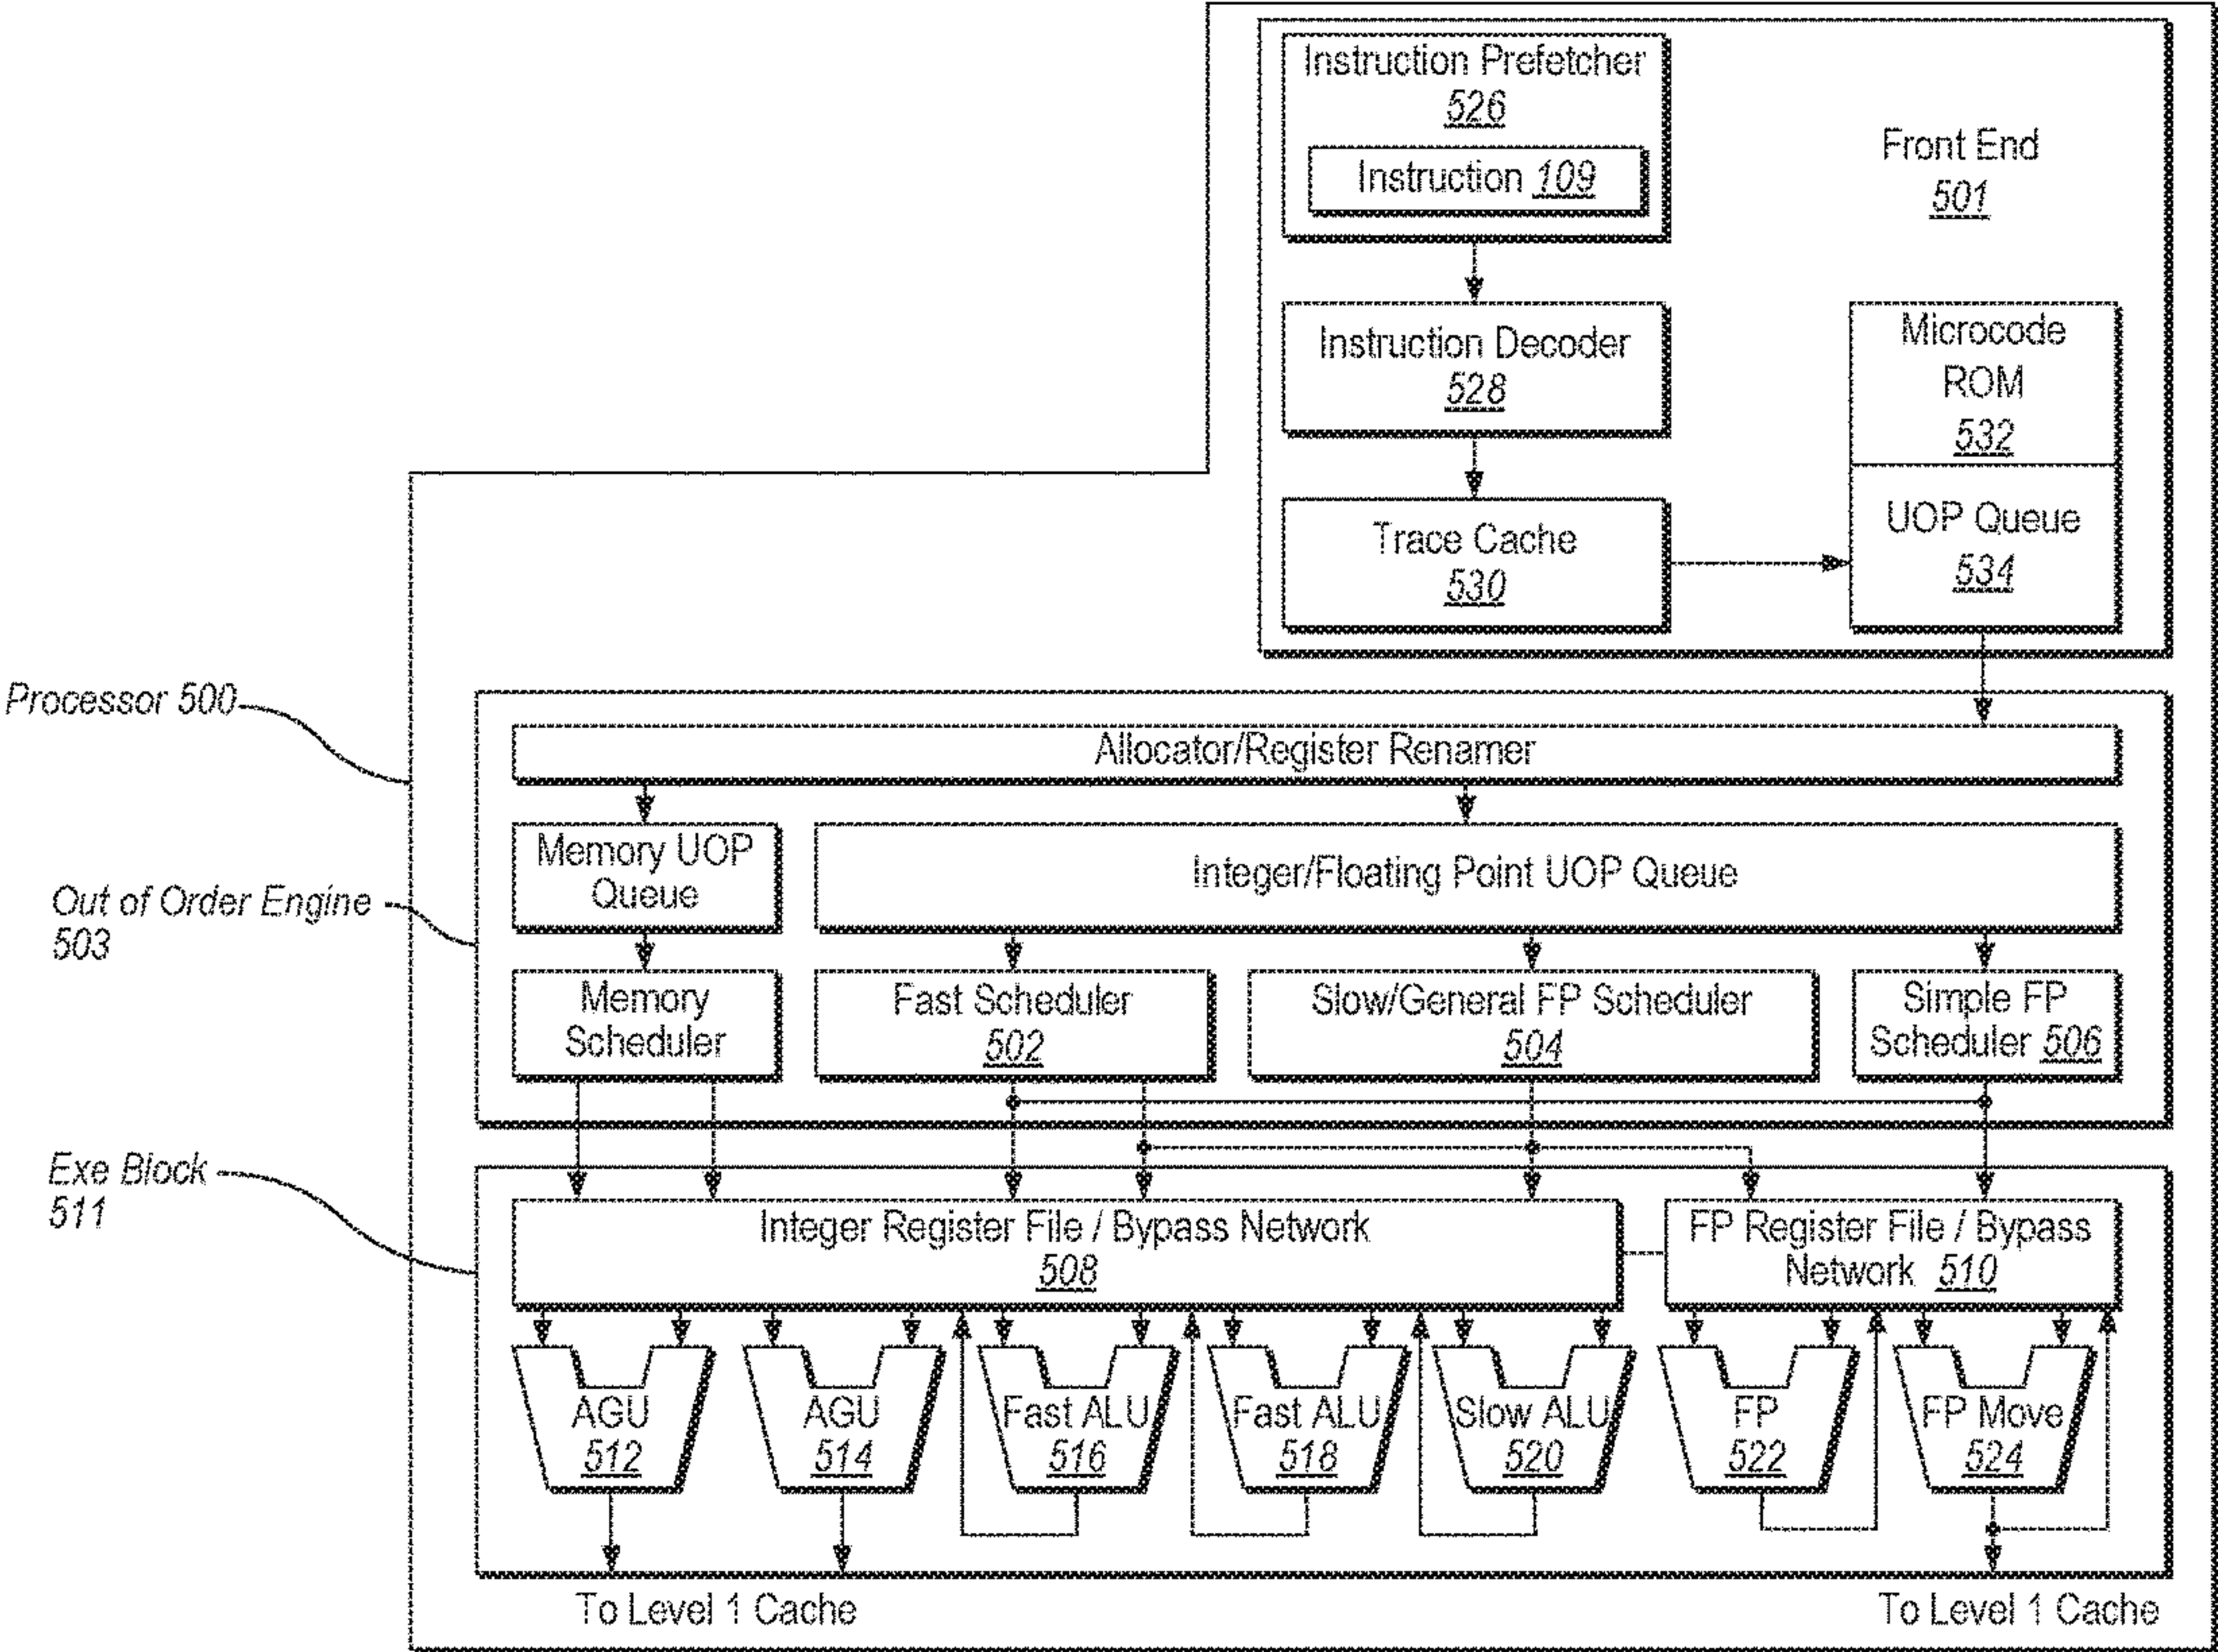 Instruction Prefetcher
526
Instruction 109
Front End
501
Instruction Decoder
528
Microcode
ROM
532
Trace Cache
530
UOP Queue
534
Processor 500
Allocator/Register Renamer
Memory UOP
Queue
Integer/Floating Point UOP Queue
Out of Order Engine
503
Memory
Scheduler
Fast Scheduler
502
Slow/General FP Scheduler
504
Simple FP
Scheduler 506
Exe Block
511
Integer Register File / Bypass Network
508
FP Register File / Bypass
Network 510
AGU
512
AGU
514
Fast ALU
516
Fast ALU
518
Slow ALU
520
FP
522
FP Move
524
To Level 1 Cache
To Level 1 Cache